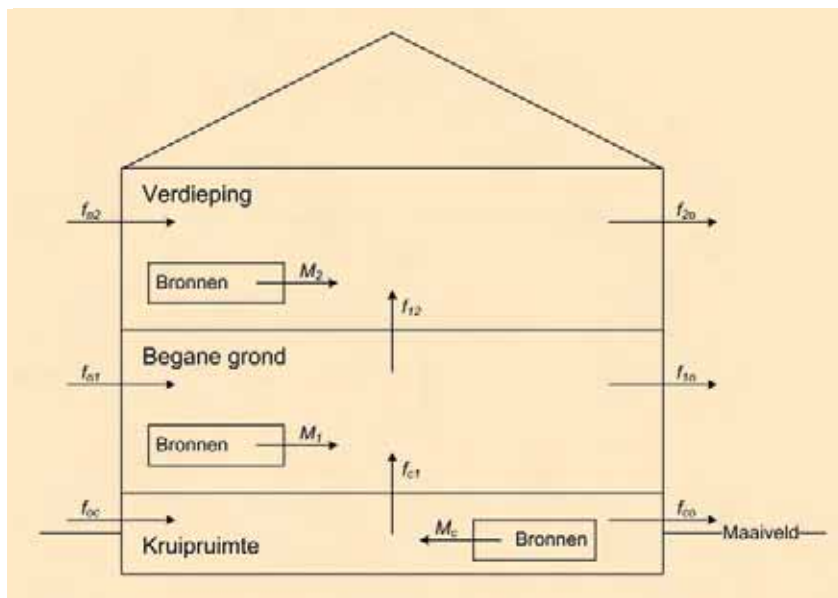 Verdieping
f_o2
f_2o
Bronnen M_2
f_12
Begane grond
f_o1
f_1o
Bronnen M_1
f_c1
f_oc
f_co
Kruipruimte
M_c Bronnen
Maaiveld